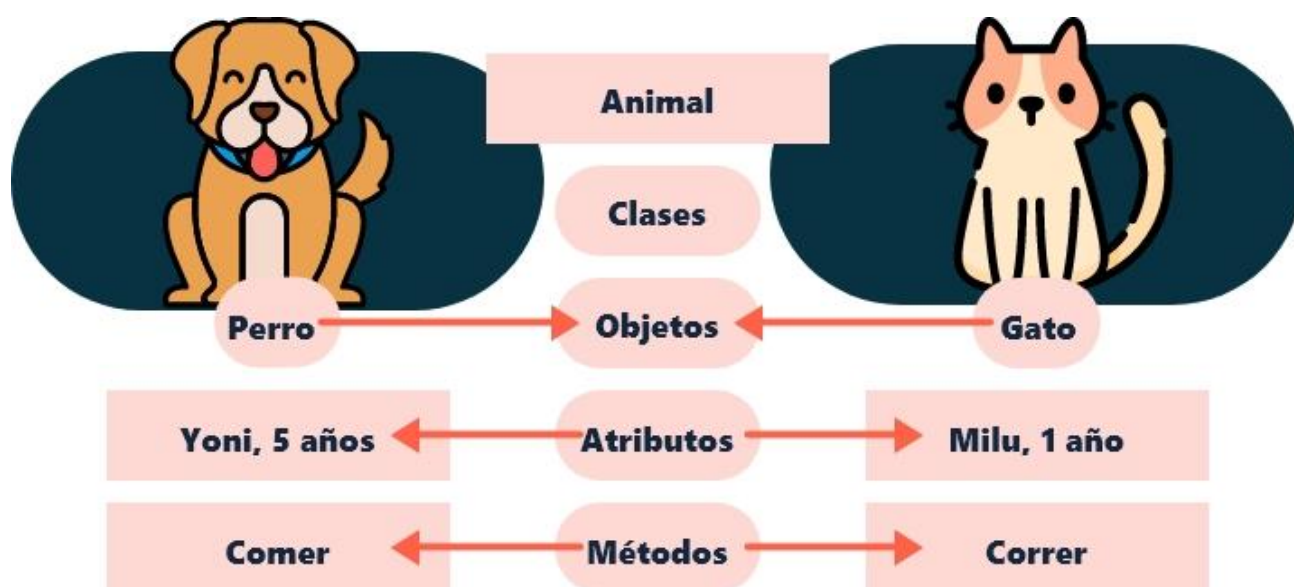 Animal
Clases
Perro
Objetos
Gato
Yoni, 5 años
Atributos
Milu, 1 año
Comer
Métodos
Correr